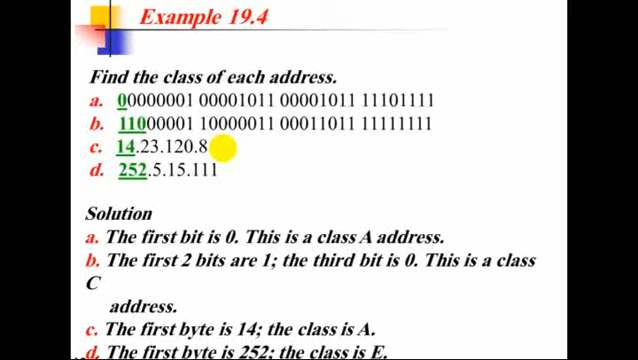 Example 19.4
Find the class of each address.
a. 00000001 00001011 00001011 11101111
b. 11000001 10000011 00011011 11111111
c. 14.23.120.8
d. 252.5.15.111
Solution
a. The first bit is 0. This is a class A address.
b. The first 2 bits are 1; the third bit is 0. This is a class
C
address.
c. The first byte is 14; the class is A.
d. The first byte is 252; the class is E.